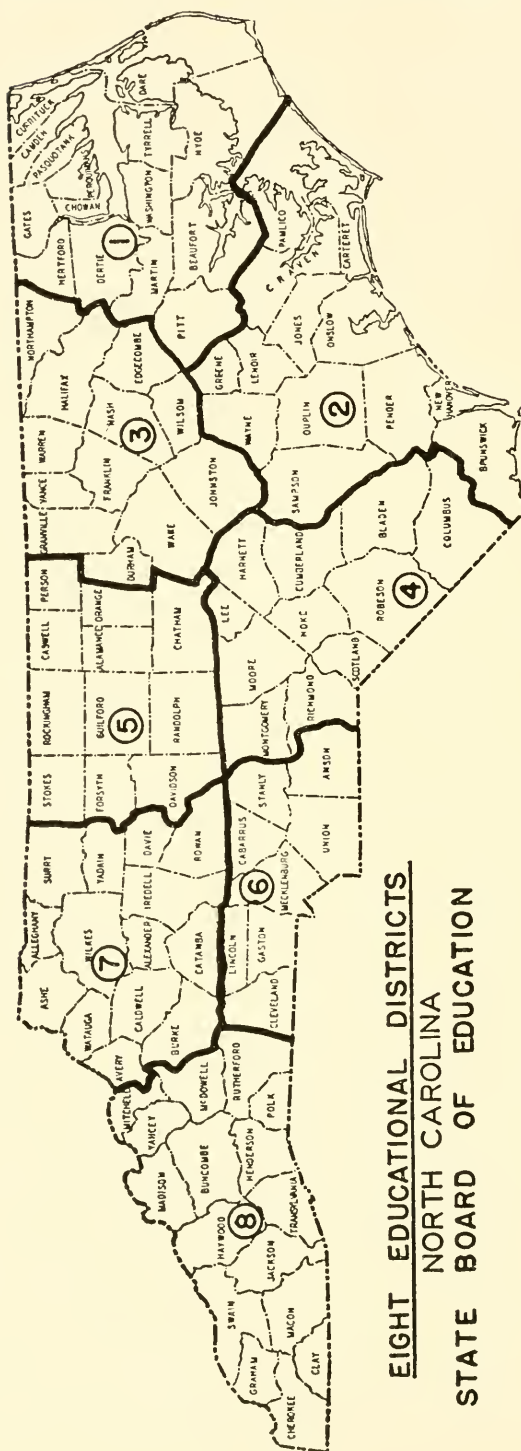 CHEROKEE
GRAHAM
CLAY
SWAIN
MACON
JACKSON
HAYWOOD
8
TRANSYLVANIA
MADISON
BUNCOMBE
HENDERSON
YANCEY
MITCHELL
McDOWELL
RUTHERFORD
POLK
ASHE
ALLEGHANY
SURRY
WATAUGA
WILKES
YADKIN
7
AVERY
CALDWELL
ALEXANDER
IREDELL
DAVIE
BURKE
CATAWBA
ROWAN
CLEVELAND
LINCOLN
GASTON
6
CABARRUS
MECKLENBURG
STANLY
UNION
ANSON
STOKES
ROCKINGHAM
CASWELL
PERSON
FORSYTH
GUILFORD
ALAMANCE
ORANGE
5
DAVIDSON
RANDOLPH
CHATHAM
MONTGOMERY
MOORE
LEE
HARNETT
RICHMOND
HOKE
CUMBERLAND
SCOTLAND
ROBESON
4
BLADEN
COLUMBUS
GRANVILLE
VANCE
WARREN
NORTHAMPTON
HALIFAX
DURHAM
FRANKLIN
NASH
EDGECOMBE
3
WAKE
WILSON
JOHNSTON
GREENE
WAYNE
LENOIR
PAMLICO
CRAVEN
JONES
CARTERET
SAMPSON
DUPLIN
2
ONSLOW
PENDER
NEW HANOVER
BRUNSWICK
GATES
CURRITUCK
CAMDEN
PASQUOTANK
PERQUIMANS
CHOWAN
HERTFORD
BERTIE
1
WASHINGTON
TYRRELL
DARE
MARTIN
PITT
BEAUFORT
HYDE
EIGHT EDUCATIONAL DISTRICTS
NORTH CAROLINA
STATE BOARD OF EDUCATION